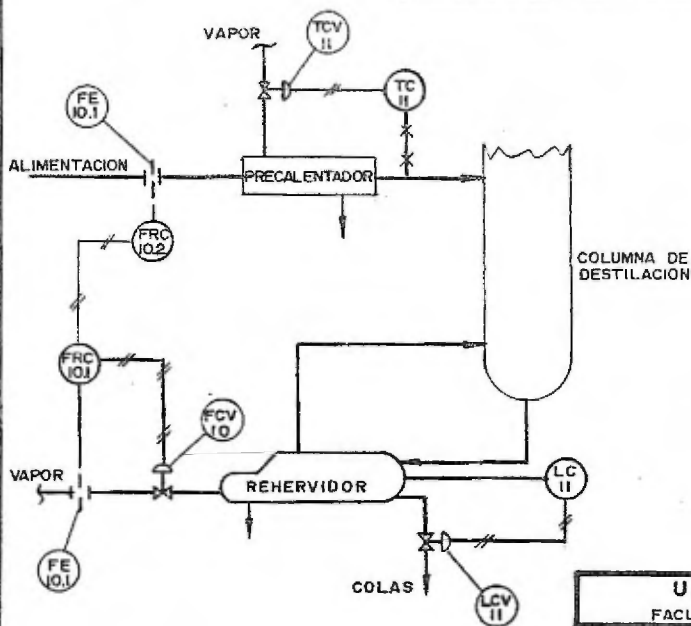 VAPOR
TCV
11
TC
11
FE
10.1
ALIMENTACION
PRECALENTADOR
FRC
10.2
COLUMNA DE
DESTILACION
FRC
10.1
FCV
10
VAPOR
REHERVIDOR
LC
11
FE
10.1
COLAS
LCV
11
U
FACU